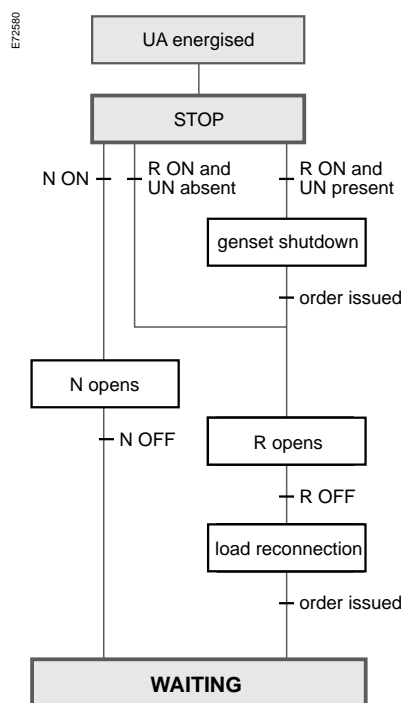 E72580
UA energised
STOP
N ON
R ON and
UN absent
R ON and
UN present
genset shutdown
order issued
N opens
N OFF
R opens
R OFF
load reconnection
order issued
WAITING